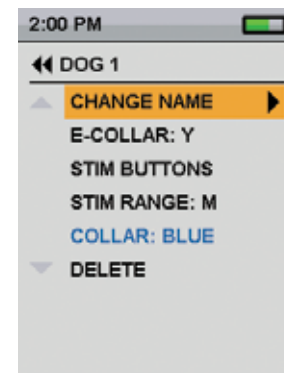 2:00 PM
DOG 1
CHANGE NAME
E-COLLAR: Y
STIM BUTTONS
STIM RANGE: M
COLLAR: BLUE
DELETE